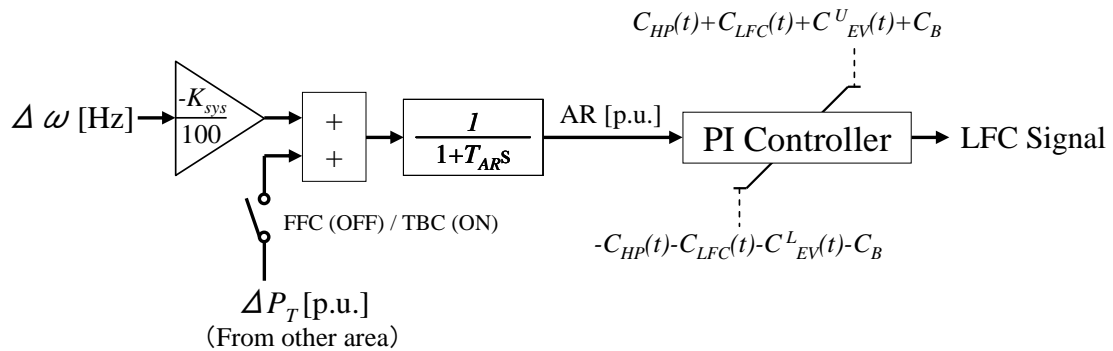 C_HP(t)+C_LFC(t)+C^U_EV(t)+C_B
Δω [Hz]
-K_sys
100
+
+
1
1+T_AR s
AR [p.u.]
PI Controller
LFC Signal
FFC (OFF) / TBC (ON)
-C_HP(t)-C_LFC(t)-C^L_EV(t)-C_B
ΔP_T [p.u.]
(From other area)